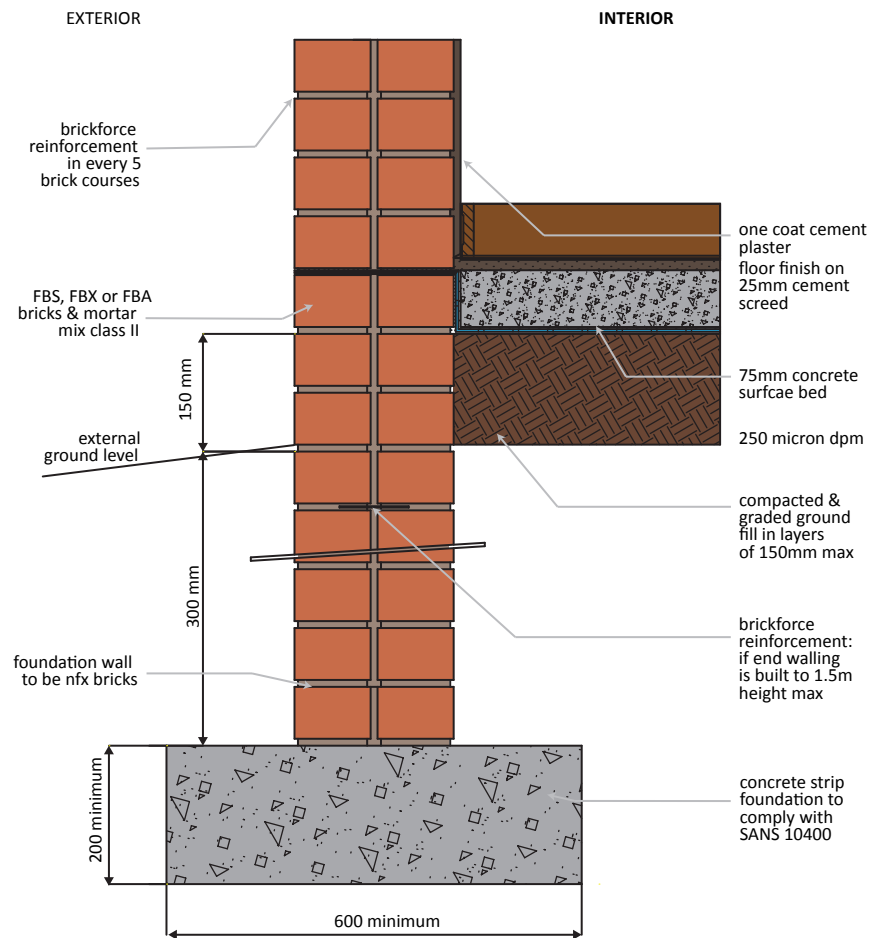 EXTERIOR
INTERIOR
brickforce
reinforcement
in every 5
brick courses
one coat cement
plaster
floor finish on
25mm cement
screed
FBS, FBX or FBA
bricks & mortar
mix class II
150 mm
75mm concrete
surfcae bed
external
ground level
250 micron dpm
compacted &
graded ground
fill in layers
of 150mm max
300 mm
brickforce
reinforcement:
if end walling
is built to 1.5m
height max
foundation wall
to be nfx bricks
200 minimum
concrete strip
foundation to
comply with
SANS 10400
600 minimum